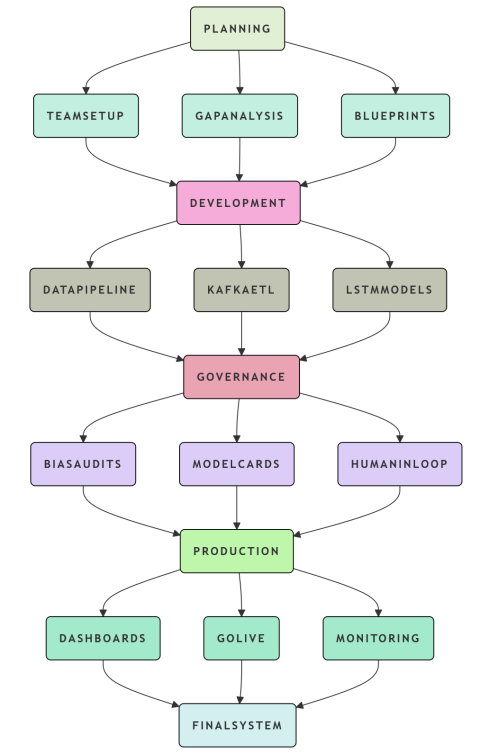 PLANNING
TEAMSETUP GAPANALYSIS BLUEPRINTS
DEVELOPMENT
DATAPIPELINE KAFKAETL LSTMMODELS
GOVERNANCE
BIASAUDITS MODELCARDS HUMANINLOOP
PRODUCTION
DASHBOARDS GOLIVE MONITORING
FINALSYSTEM